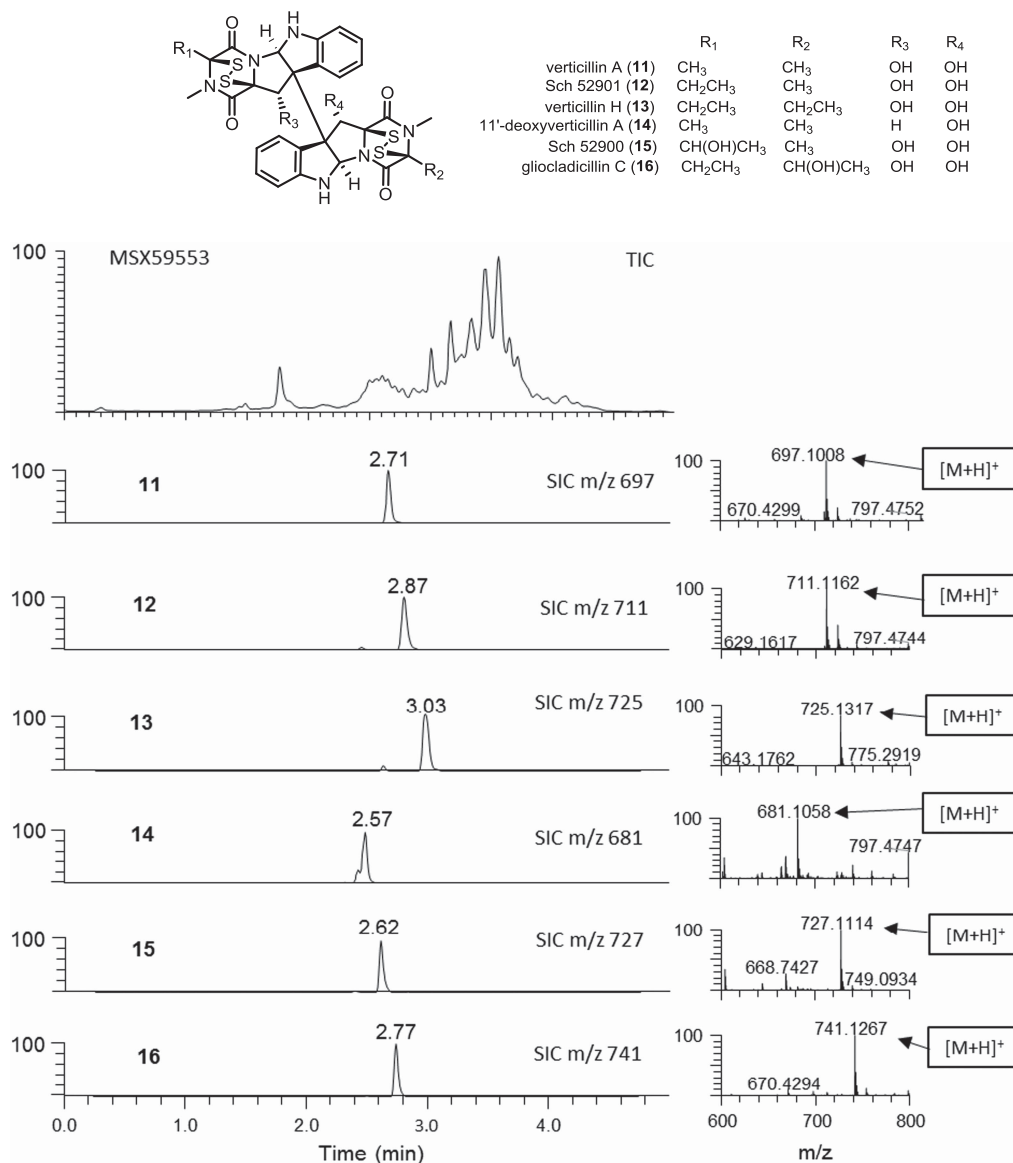 O
H
N
R₁
N
H
S
S
R₄
N
O
R₃
O
N
S
S
N
R₂
N
H
H
O
R₁ R₂ R₃ R₄
verticillin A (11) CH₃ CH₃ OH OH
Sch 52901 (12) CH₂CH₃ CH₃ OH OH
verticillin H (13) CH₂CH₃ CH₂CH₃ OH OH
11'-deoxyverticillin A (14) CH₃ CH₃ H OH
Sch 52900 (15) CH(OH)CH₃ CH₃ OH OH
gliocladicillin C (16) CH₂CH₃ CH(OH)CH₃ OH OH
100 MSX59553 TIC
100 11 2.71 SIC m/z 697 100 697.1008 670.4299 797.4752 [M+H]⁺
100 12 2.87 SIC m/z 711 100 711.1162 629.1617 797.4744 [M+H]⁺
100 13 3.03 SIC m/z 725 100 725.1317 643.1762 775.2919 [M+H]⁺
100 14 2.57 SIC m/z 681 100 681.1058 797.4747 [M+H]⁺
100 15 2.62 SIC m/z 727 100 727.1114 668.7427 749.0934 [M+H]⁺
100 16 2.77 SIC m/z 741 100 741.1267 670.4294 [M+H]⁺
0.0 1.0 2.0 3.0 4.0 600 700 800
Time (min) m/z